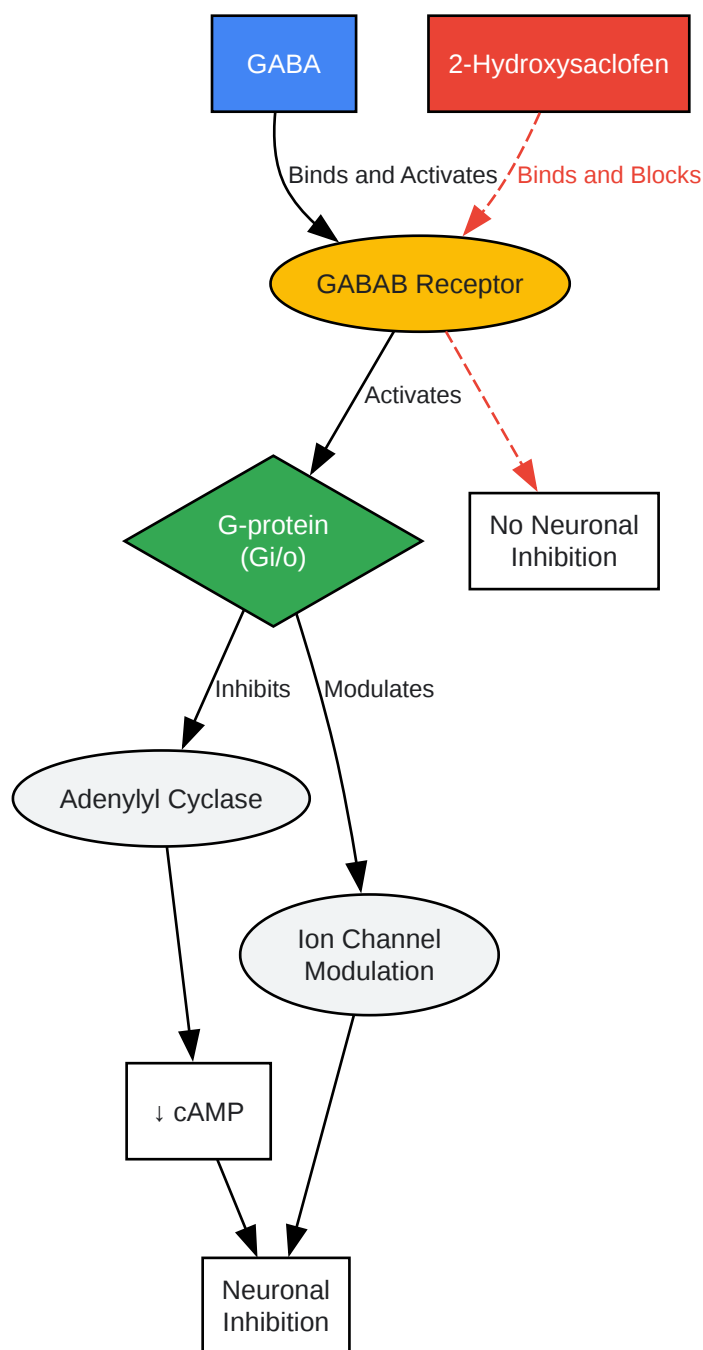 GABA
2-Hydroxysaclofen
Binds and Activates
Binds and Blocks
GABAB Receptor
Activates
G-protein
(Gi/o)
No Neuronal
Inhibition
Inhibits
Modulates
Adenylyl Cyclase
Ion Channel
Modulation
↓ cAMP
Neuronal
Inhibition